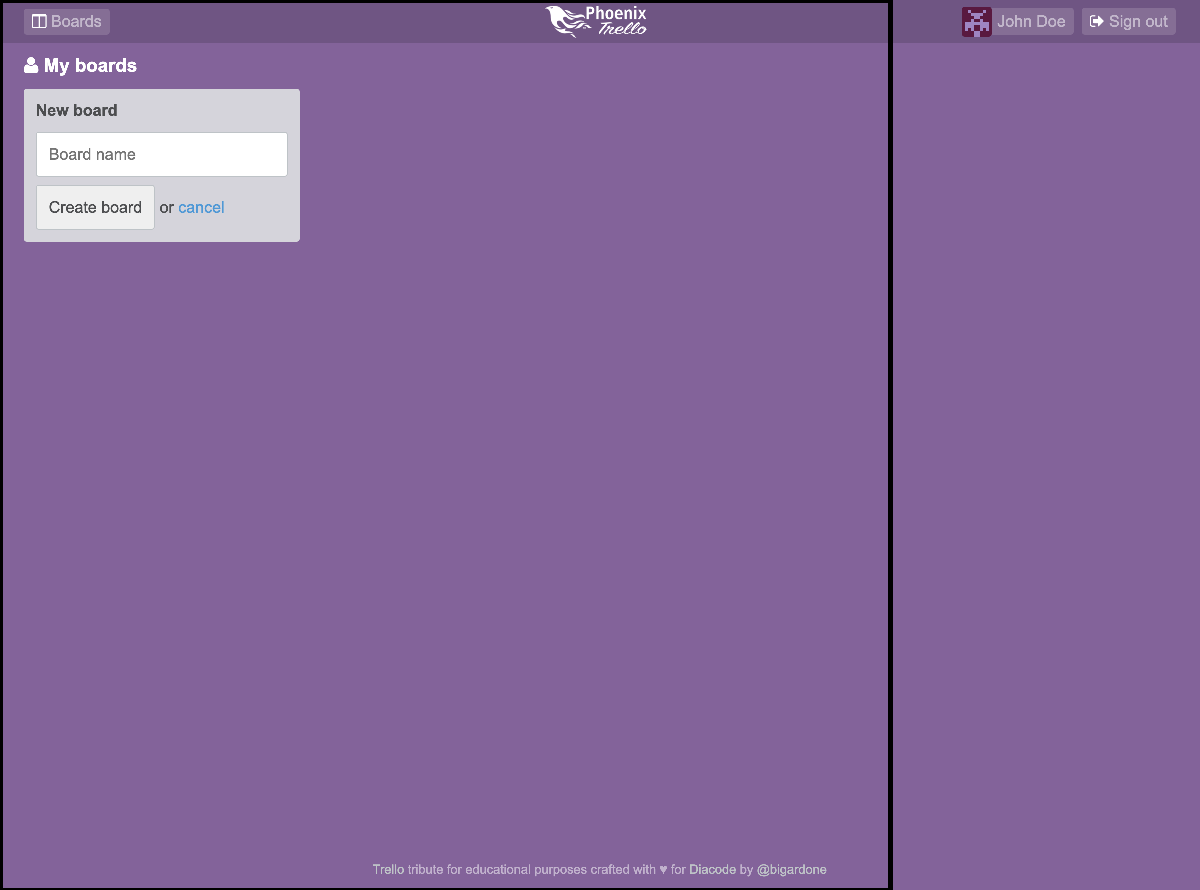 Boards
Phoenix
Trello
John Doe
Sign out
My boards
New board
Board name
Create board or cancel
Trello tribute for educational purposes crafted with ♥ for Diacode by @bigardone